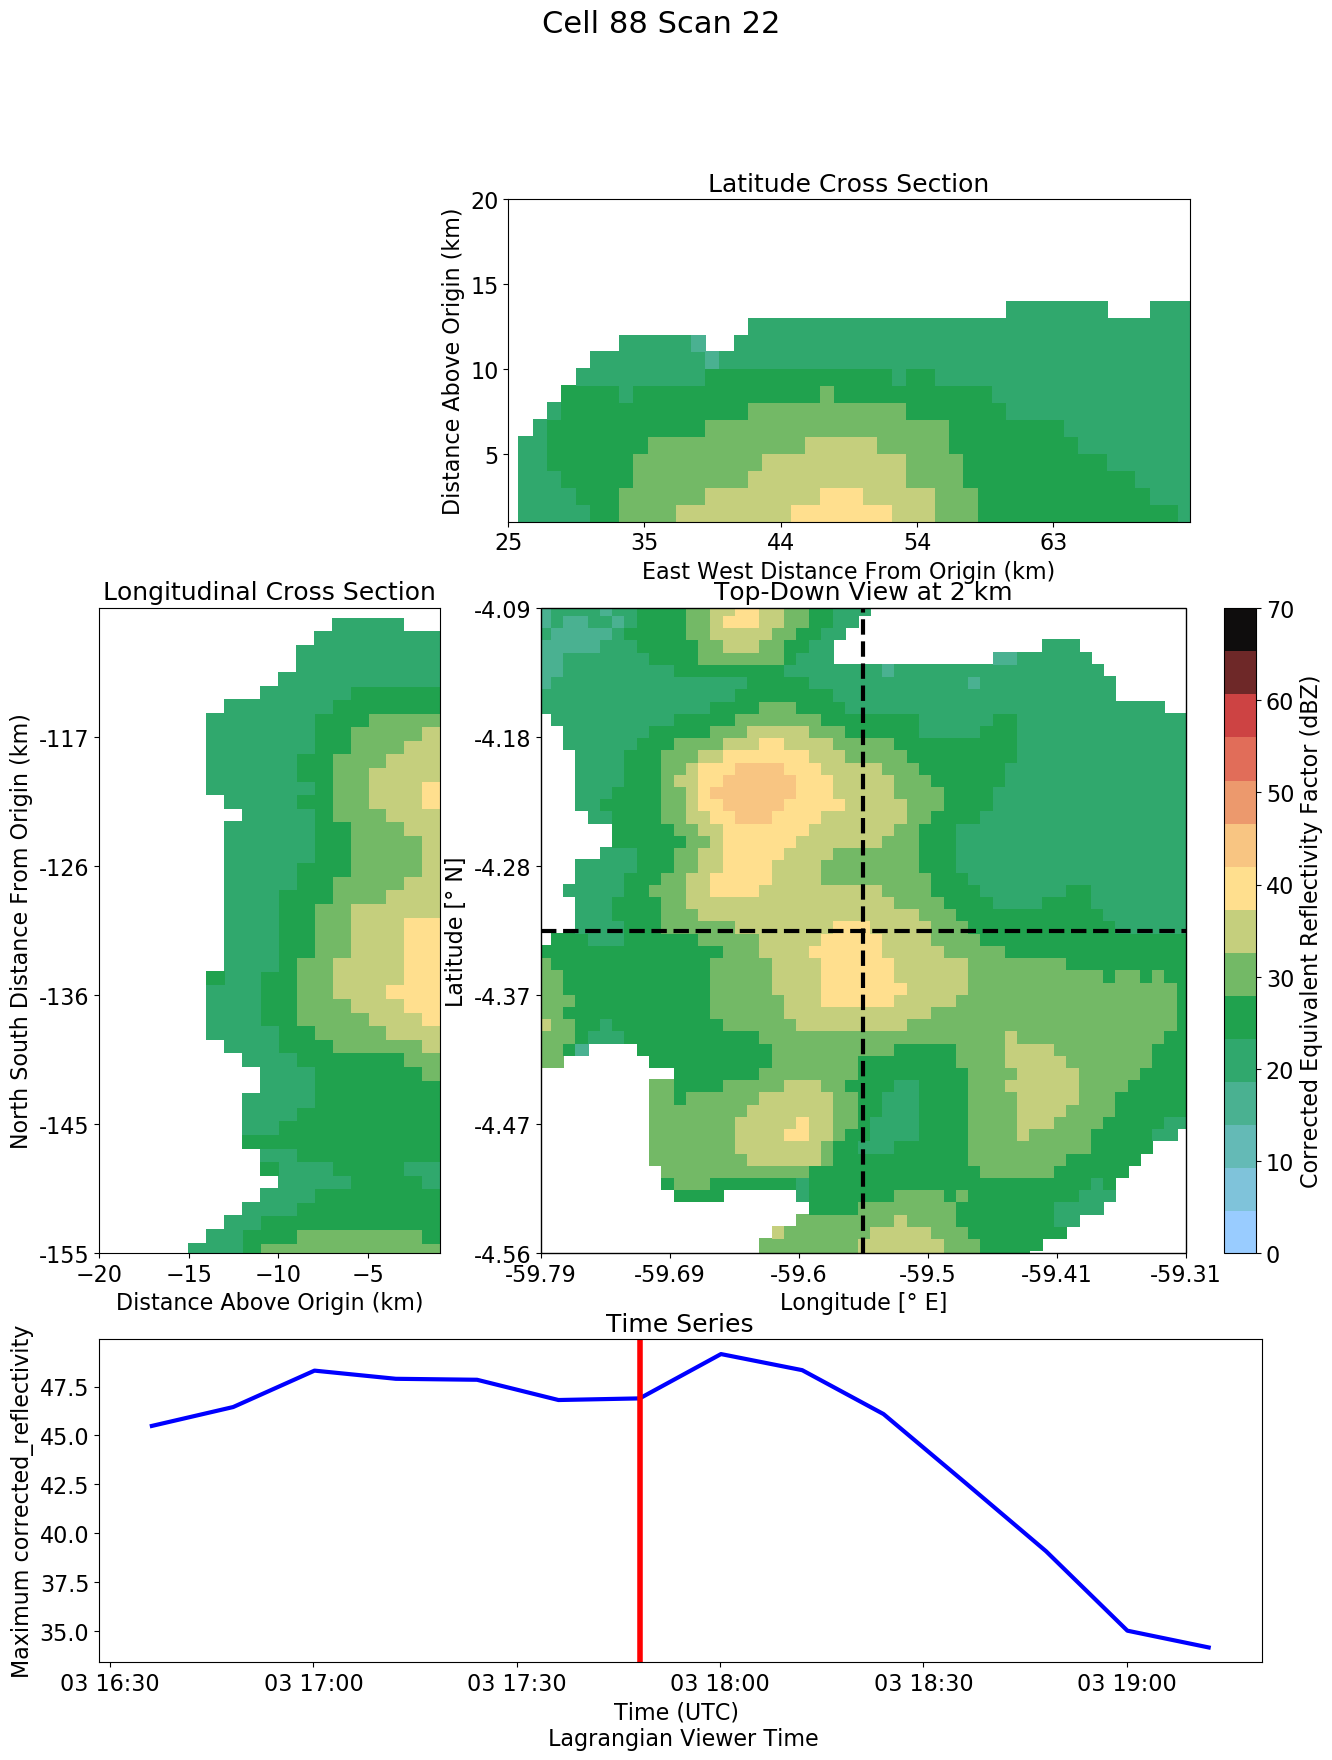 Cell 88 Scan 22
Latitude Cross Section
Distance Above Origin (km)
20
15
10
5
25 35 44 54 63
East West Distance From Origin (km)
Longitudinal Cross Section
North South Distance From Origin (km)
-117
-126
-136
-145
-155
−20 −15 −10 −5
Distance Above Origin (km)
Top-Down View at 2 km
Latitude [° N]
-4.09
-4.18
-4.28
-4.37
-4.47
-4.56
-59.79 -59.69 -59.6 -59.5 -59.41 -59.31
Longitude [° E]
70
60
50
40
30
20
10
0
Corrected Equivalent Reflectivity Factor (dBZ)
Time Series
Maximum corrected_reflectivity
47.5
45.0
42.5
40.0
37.5
35.0
03 16:30 03 17:00 03 17:30 03 18:00 03 18:30 03 19:00
Time (UTC)
Lagrangian Viewer Time